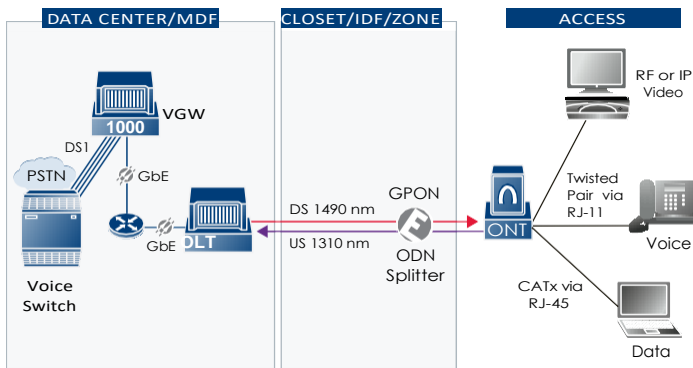 DATA CENTER/MDF
CLOSET/IDF/ZONE
ACCESS
VGW
1000
DS1
PSTN
GbE
GbE
OLT
Voice
Switch
DS 1490 nm
US 1310 nm
GPON
F
ODN
Splitter
ONT
RF or IP
Video
Twisted
Pair via
RJ-11
Voice
CATx via
RJ-45
Data